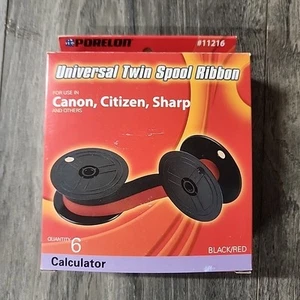 PORELON #11216
Universal Twin Spool Ribbon
FOR USE IN
Canon, Citizen, Sharp
AND OTHERS
QUANTITY 6
BLACK/RED
Calculator